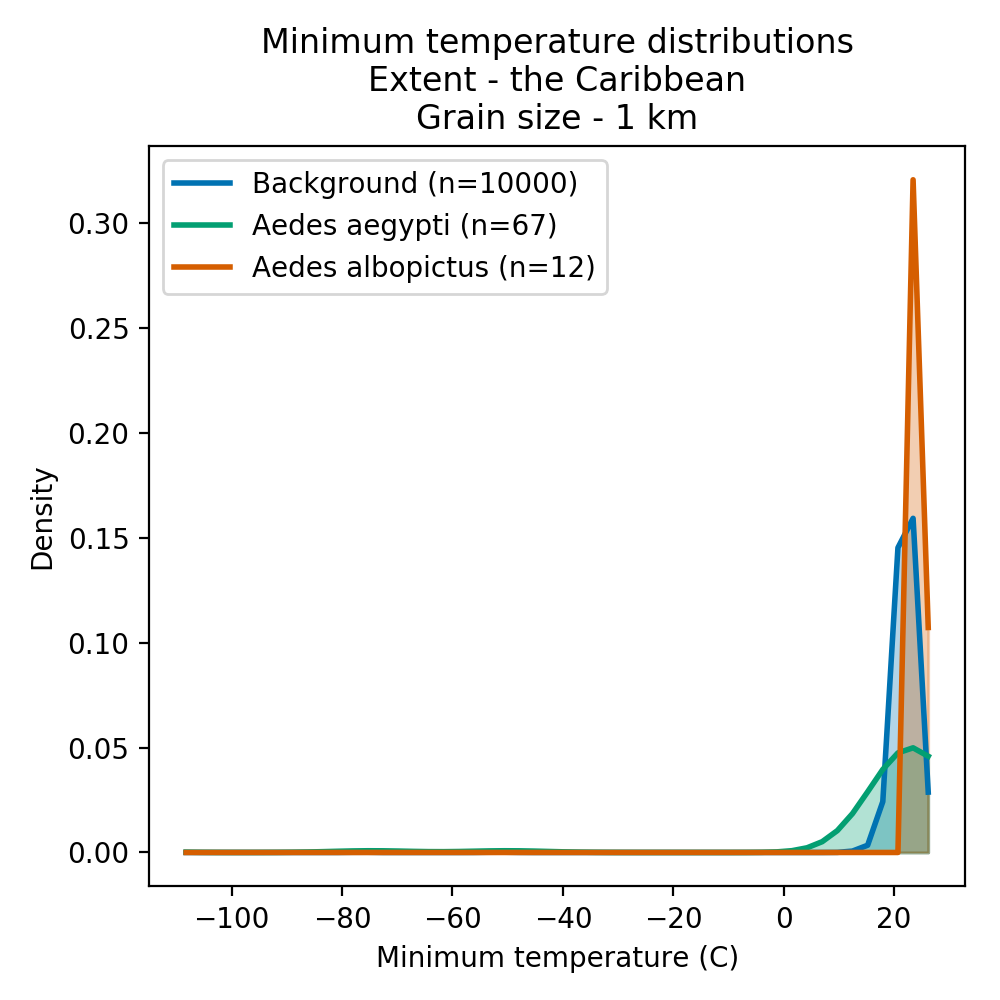 Minimum temperature distributions
Extent - the Caribbean
Grain size - 1 km
Background (n=10000)
Aedes aegypti (n=67)
Aedes albopictus (n=12)
0.30
0.25
0.20
0.15
0.10
0.05
0.00
Density
−100
−80
−60
−40
−20
0
20
Minimum temperature (C)